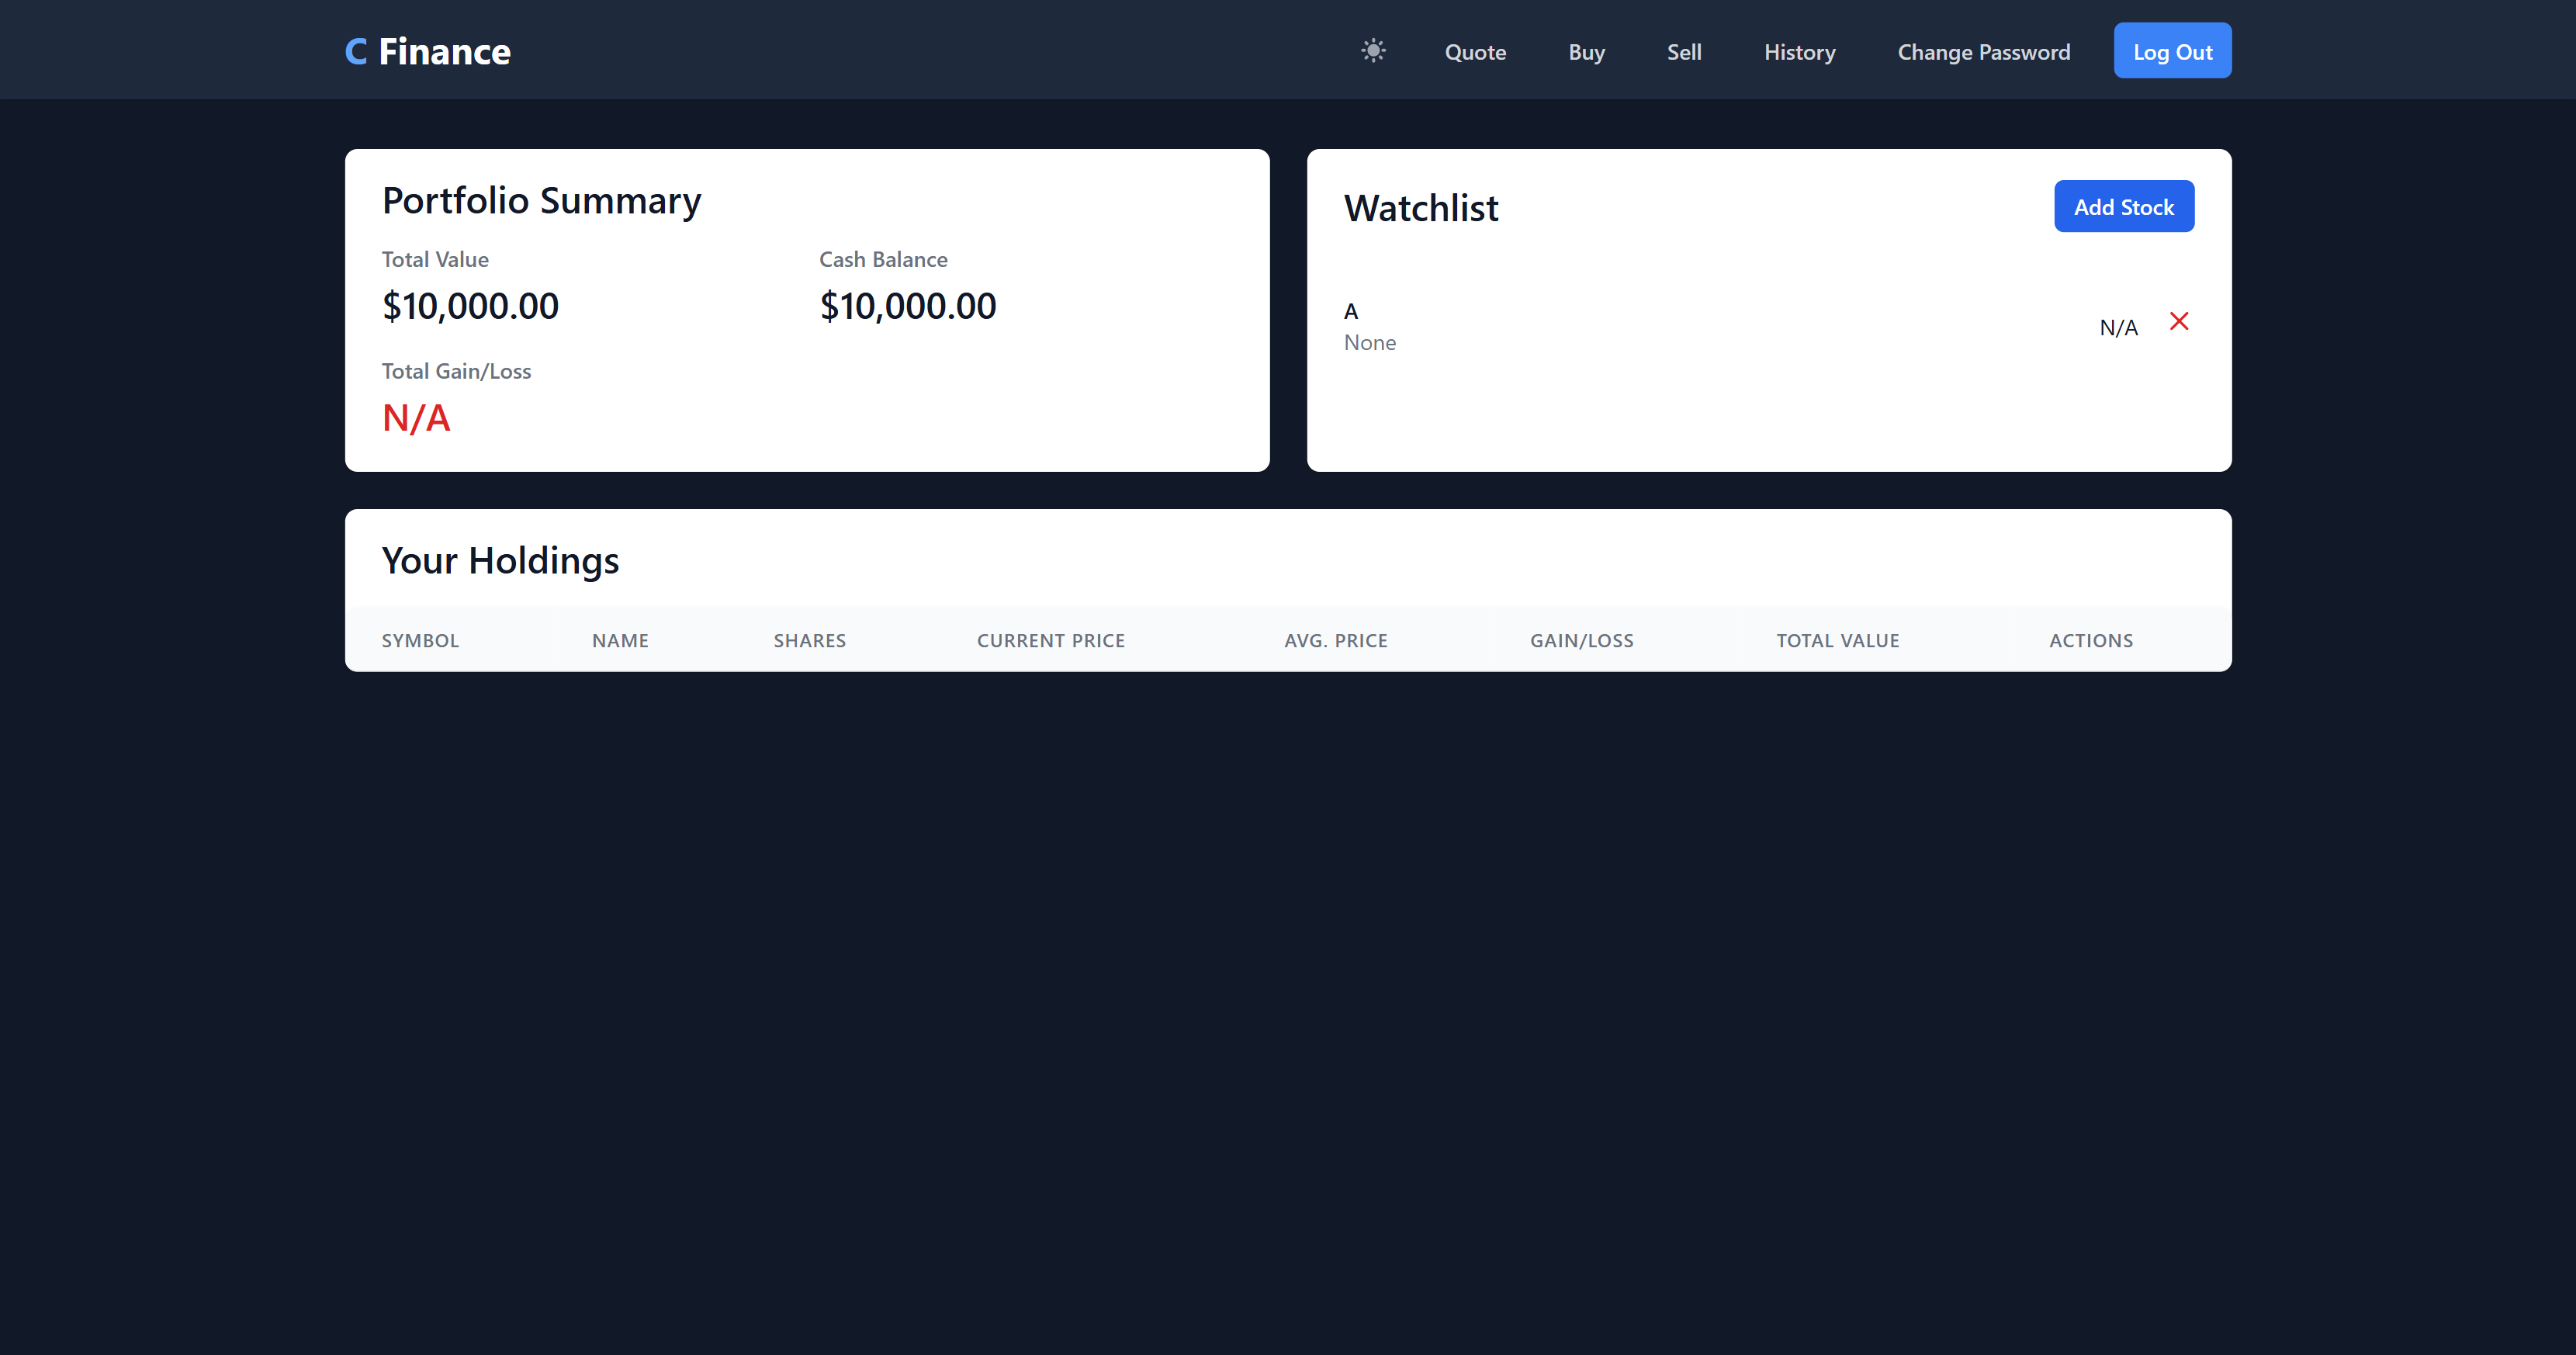 C Finance
Quote Buy Sell History Change Password Log Out
Portfolio Summary
Total Value Cash Balance
$10,000.00 $10,000.00
Total Gain/Loss
N/A
Watchlist
Add Stock
A
None
N/A
Your Holdings
SYMBOL NAME SHARES CURRENT PRICE AVG. PRICE GAIN/LOSS TOTAL VALUE ACTIONS